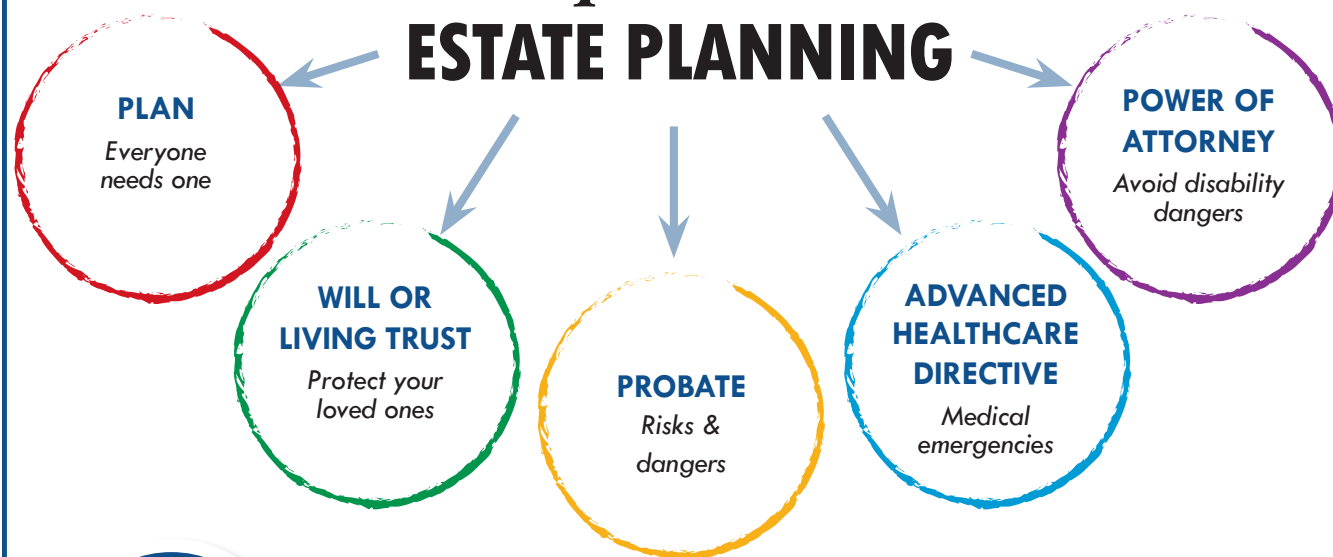 ESTATE PLANNING
PLAN
Everyone
needs one
WILL OR
LIVING TRUST
Protect your
loved ones
PROBATE
Risks &
dangers
ADVANCED
HEALTHCARE
DIRECTIVE
Medical
emergencies
POWER OF
ATTORNEY
Avoid disability
dangers